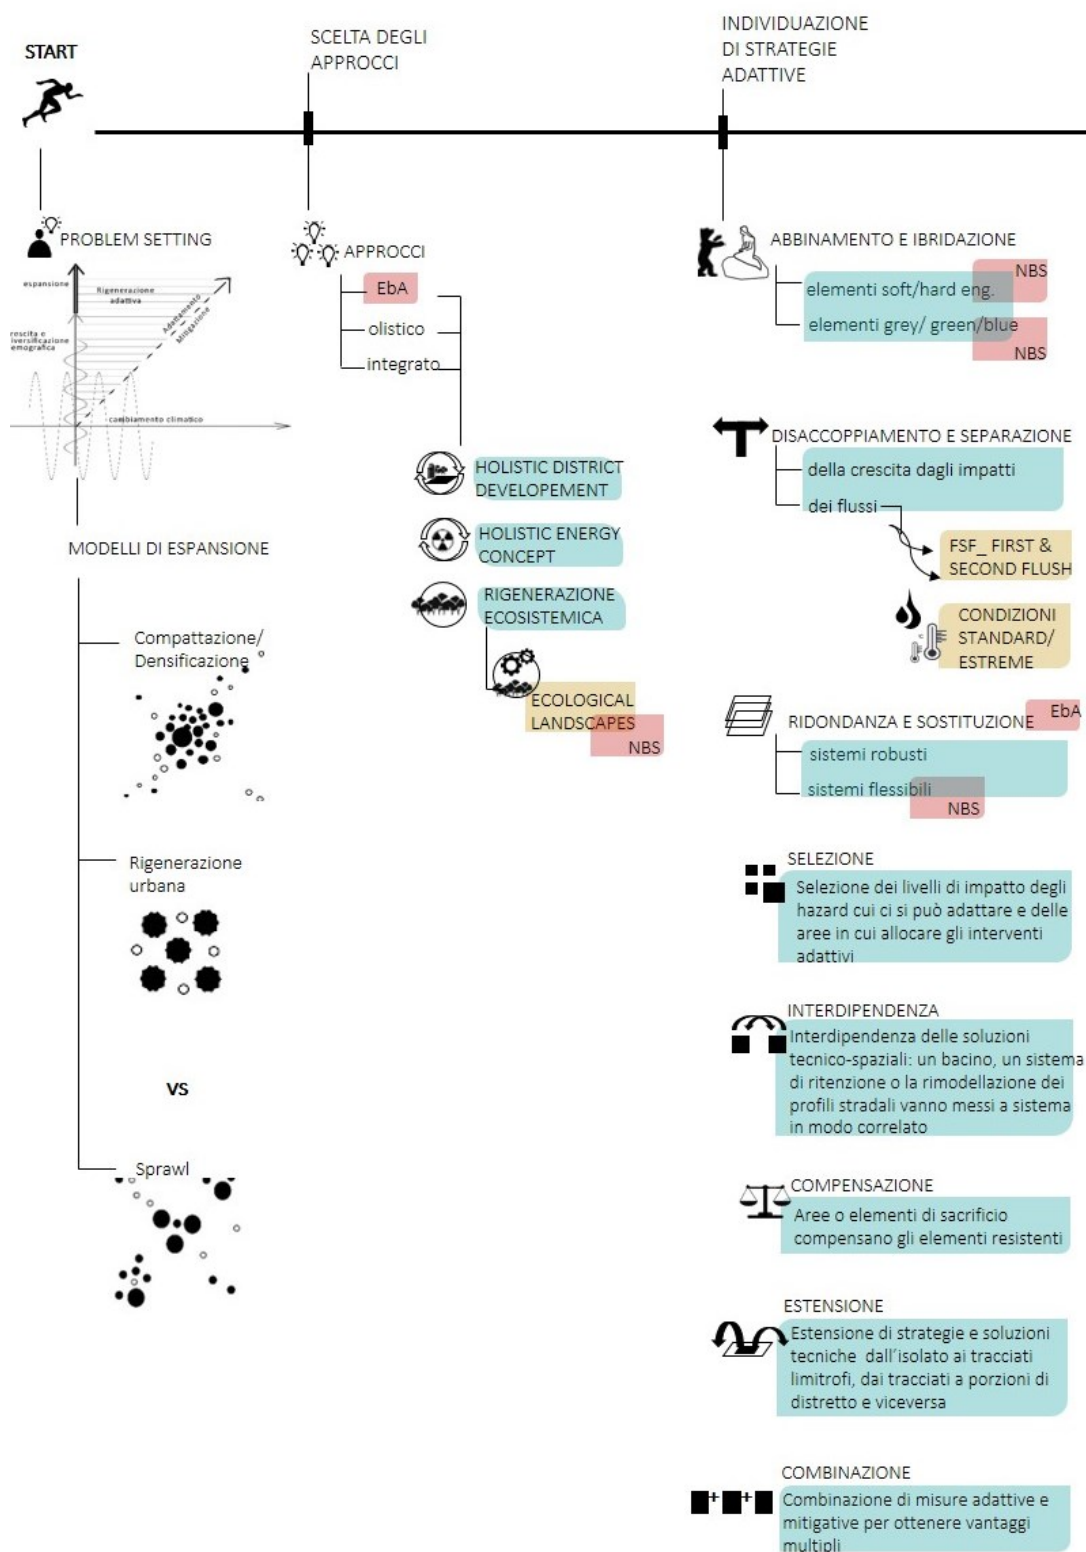 START
SCELTA DEGLI
APPROCCI
INDIVIDUAZIONE
DI STRATEGIE
ADATTIVE
PROBLEM SETTING
espansione
Rigenerazione
adattiva
Adattamento
Mitigazione
rescita e
iversificazione
emografica
cambiamento climatico
MODELLI DI ESPANSIONE
Compattazione/
Densificazione
Rigenerazione
urbana
VS
Sprawl
APPROCCI
EbA
olistico
integrato
HOLISTIC DISTRICT
DEVELOPEMENT
HOLISTIC ENERGY
CONCEPT
RIGENERAZIONE
ECOSISTEMICA
ECOLOGICAL
LANDSCAPES
NBS
ABBINAMENTO E IBRIDAZIONE
NBS
elementi soft/hard eng.
elementi grey/ green/blue
NBS
DISACCOPPIAMENTO E SEPARAZIONE
della crescita dagli impatti
dei flussi
FSF_ FIRST &
SECOND FLUSH
CONDIZIONI
STANDARD/
ESTREME
RIDONDANZA E SOSTITUZIONE EbA
sistemi robusti
sistemi flessibili
NBS
SELEZIONE
Selezione dei livelli di impatto degli
hazard cui ci si può adattare e delle
aree in cui allocare gli interventi
adattivi
INTERDIPENDENZA
Interdipendenza delle soluzioni
tecnico-spaziali: un bacino, un sistema
di ritenzione o la rimodellazione dei
profili stradali vanno messi a sistema
in modo correlato
COMPENSAZIONE
Aree o elementi di sacrificio
compensano gli elementi resistenti
ESTENSIONE
Estensione di strategie e soluzioni
tecniche dall'isolato ai tracciati
limitrofi, dai tracciati a porzioni di
distretto e viceversa
COMBINAZIONE
Combinazione di misure adattive e
mitigative per ottenere vantaggi
multipli